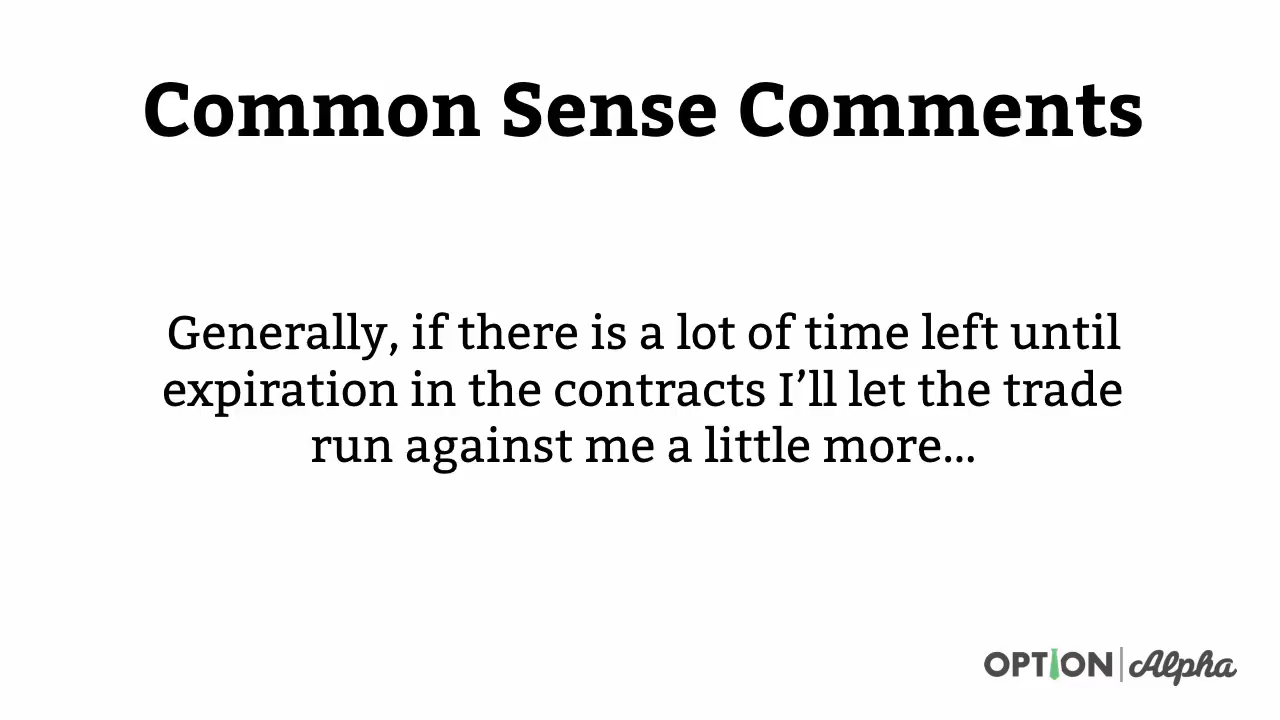 Common Sense Comments
Generally, if there is a lot of time left until
expiration in the contracts I’ll let the trade
run against me a little more...
OPTION | Alpha